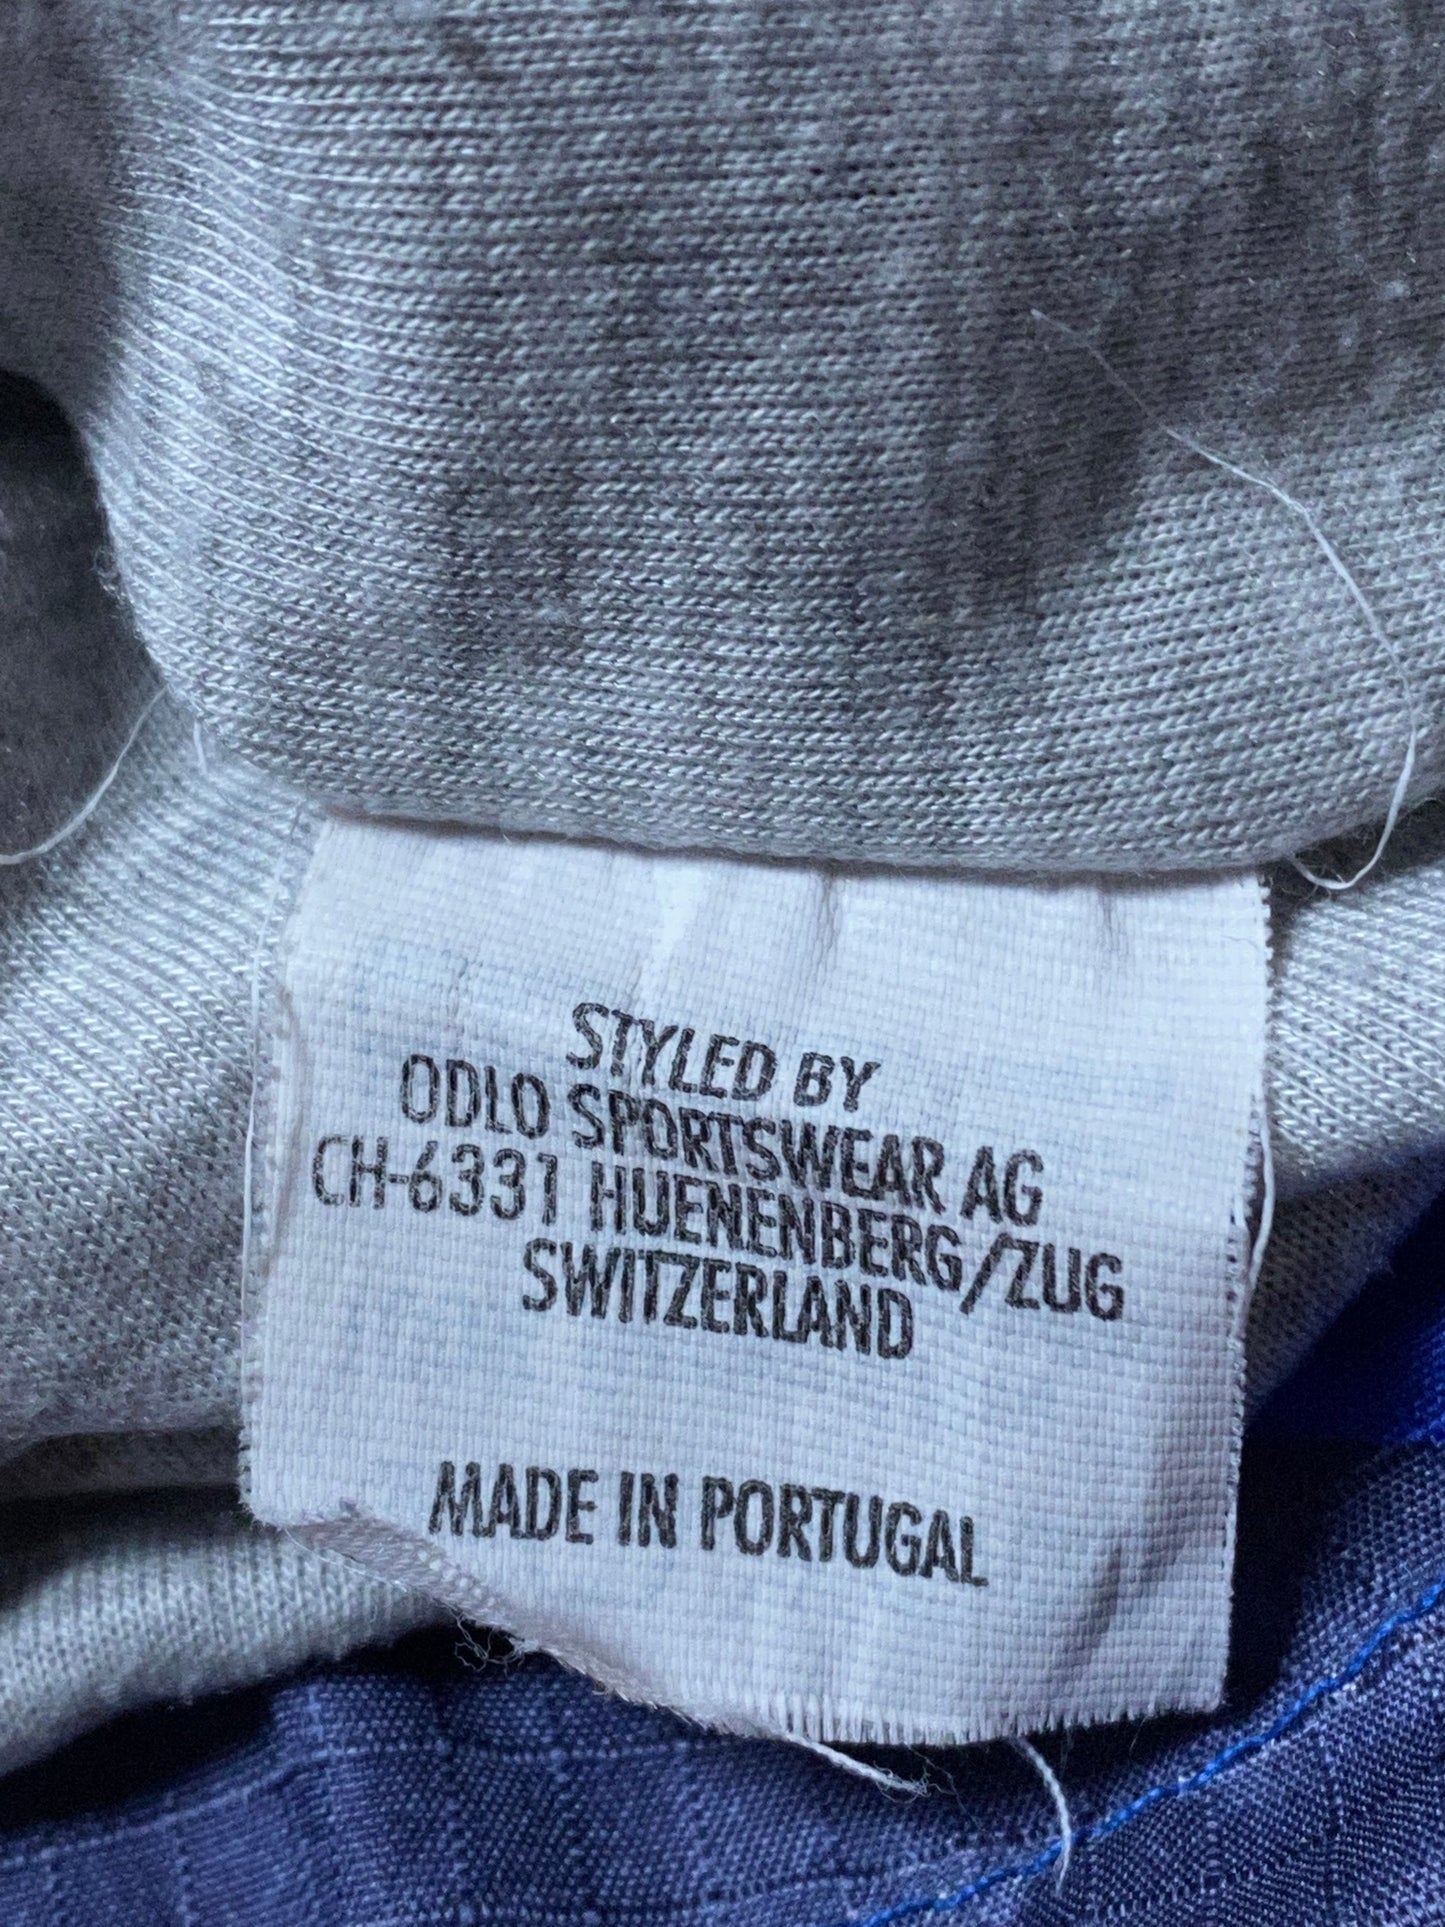 STYLED BY
ODLO SPORTSWEAR AG
CH-6331 HUENENBERG/ZUG
SWITZERLAND
MADE IN PORTUGAL